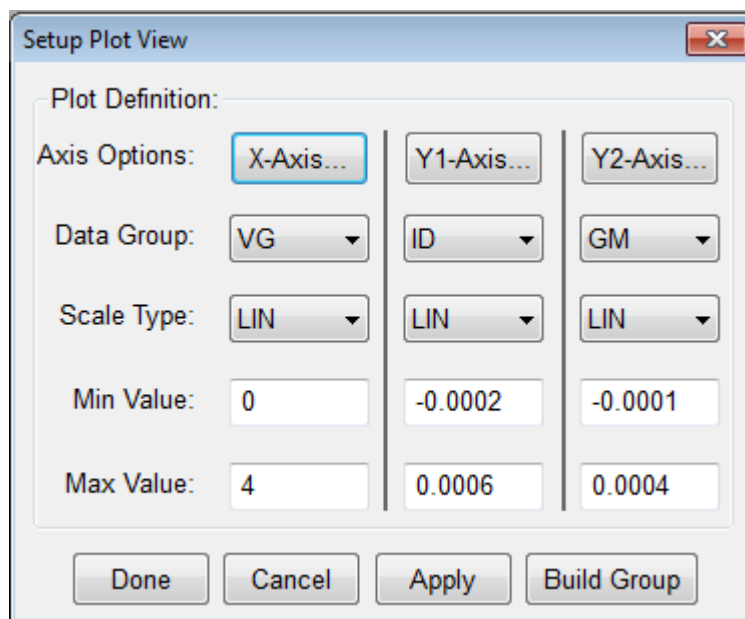 Setup Plot View
Plot Definition:
Axis Options: X-Axis... Y1-Axis... Y2-Axis...
Data Group: VG ID GM
Scale Type: LIN LIN LIN
Min Value: 0 -0.0002 -0.0001
Max Value: 4 0.0006 0.0004
Done Cancel Apply Build Group